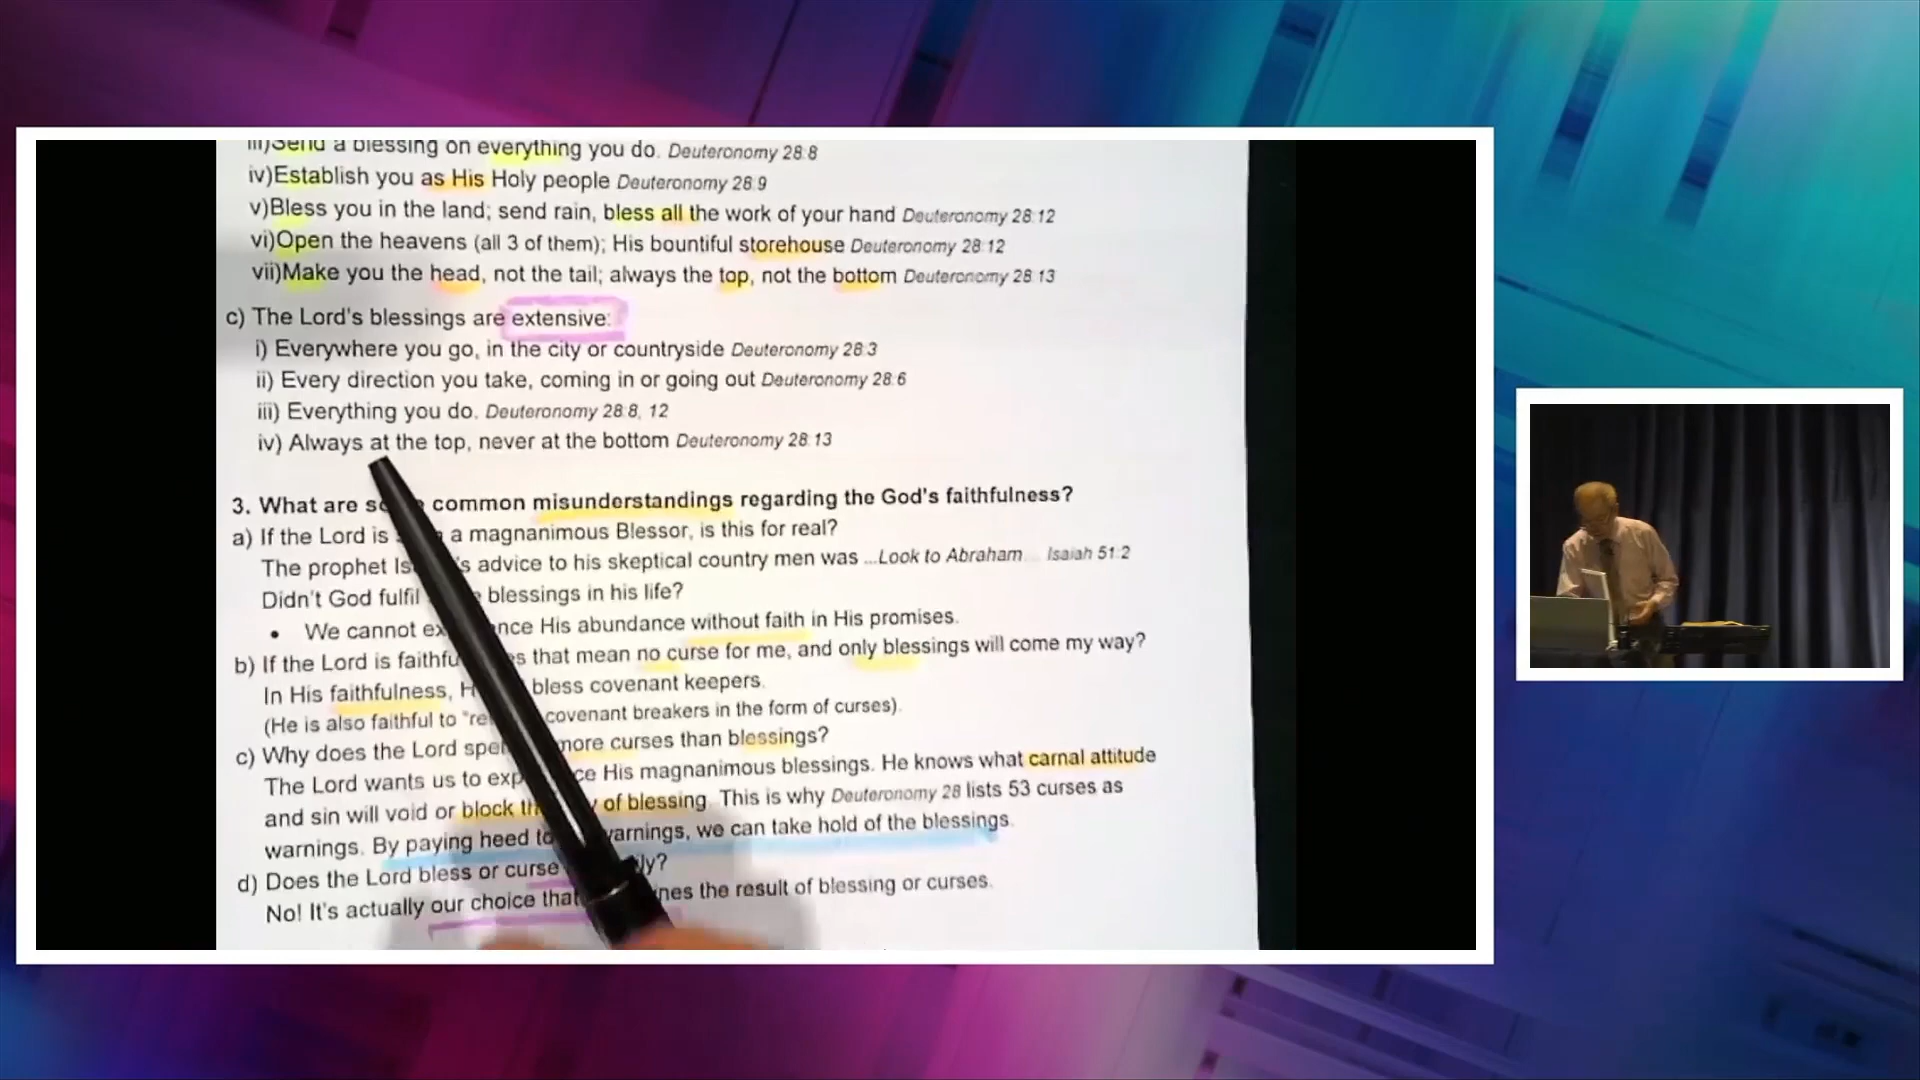 iii)Send a blessing on everything you do. Deuteronomy 28:8
iv)Establish you as His Holy people Deuteronomy 28:9
v)Bless you in the land; send rain, bless all the work of your hand Deuteronomy 28:12
vi)Open the heavens (all 3 of them); His bountiful storehouse Deuteronomy 28:12
vii)Make you the head, not the tail; always the top, not the bottom Deuteronomy 28:13
c) The Lord's blessings are extensive:
i) Everywhere you go, in the city or countryside Deuteronomy 28:3
ii) Every direction you take, coming in or going out Deuteronomy 28:6
iii) Everything you do. Deuteronomy 28:8, 12
iv) Always at the top, never at the bottom Deuteronomy 28:13
3. What are common misunderstandings regarding the God's faithfulness?
a) If the Lord is a magnanimous Blessor, is this for real?
The prophet advice to his skeptical country men was ...Look to Abraham... Isaiah 51:2
Didn't God fulfil blessings in his life?
• We cannot His abundance without faith in His promises.
b) If the Lord is that mean no curse for me, and only blessings will come my way?
In His faithfulness, bless covenant keepers.
(He is also faithful to covenant breakers in the form of curses).
c) Why does the Lord more curses than blessings?
The Lord wants us to His magnanimous blessings. He knows what carnal attitude
and sin will void or block of blessing. This is why Deuteronomy 28 lists 53 curses as
warnings. By paying heed to warnings, we can take hold of the blessings.
d) Does the Lord bless or curse
No! It's actually our choice that the result of blessing or curses.